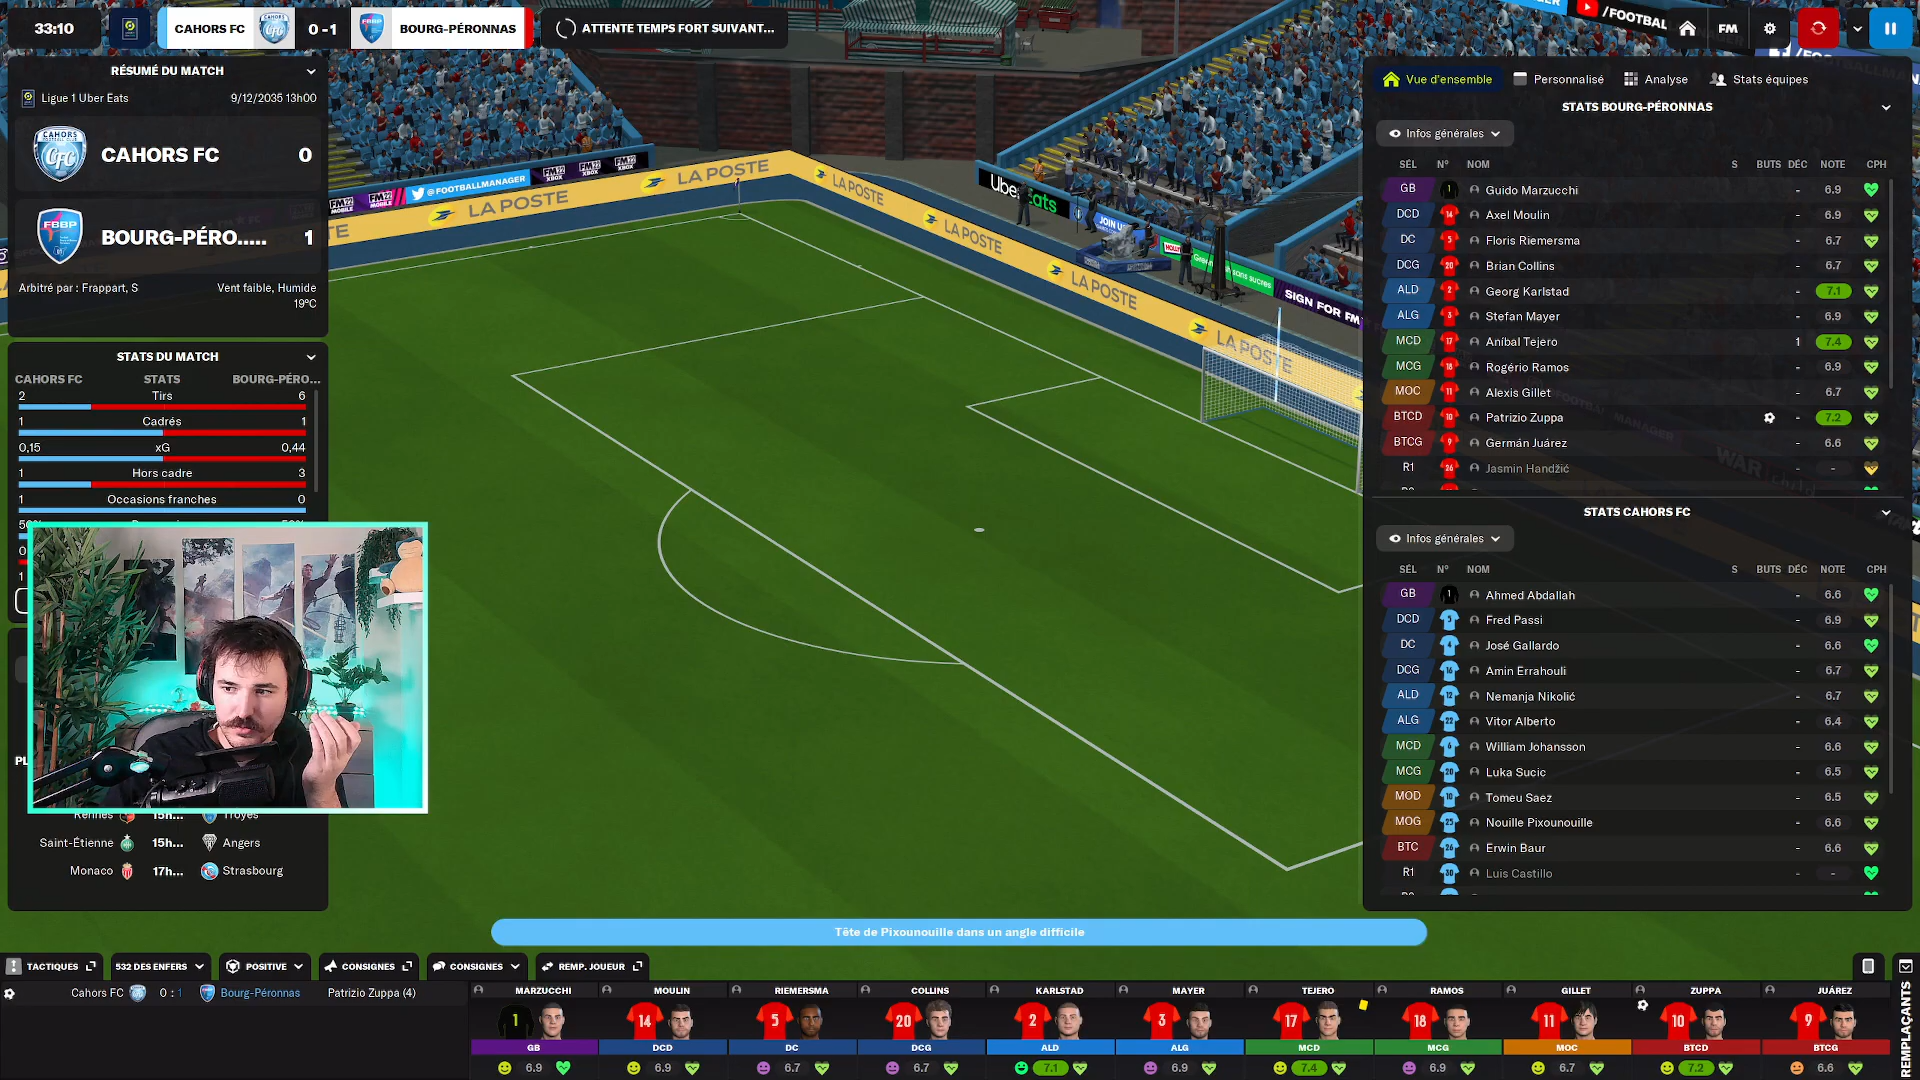 33:10
CAHORS FC
0 - 1
BOURG-PÉRONNAS
ATTENTE TEMPS FORT SUIVANT...
/FOOTBAL
FM
RÉSUMÉ DU MATCH
Ligue 1 Uber Eats
9/12/2035 13h00
CAHORS FC
0
BOURG-PÉRO.....
1
Arbitré par : Frappart, S
Vent faible, Humide
19°C
STATS DU MATCH
CAHORS FC
STATS
BOURG-PÉRO...
2 Tirs 6
1 Cadrés 1
0,15 xG 0,44
1 Hors cadre 3
1 Occasions franches 0
Rennes 15h... Troyes
Saint-Étienne 15h... Angers
Monaco 17h... Strasbourg
@FOOTBALLMANAGER
LA POSTE
LA POSTE
LA POSTE
LA POSTE
LA POSTE
LA POSTE
Uber Eats
JOIN US
SIGN FOR FM
Vue d'ensemble
Personnalisé
Analyse
Stats équipes
STATS BOURG-PÉRONNAS
Infos générales
SÉL N° NOM S BUTS DÉC NOTE CPH
GB 1 Guido Marzucchi - 6.9
DCD 14 Axel Moulin - 6.9
DC 5 Floris Riemersma - 6.7
DCG 20 Brian Collins - 6.7
ALD 2 Georg Karlstad - 7.1
ALG 3 Stefan Mayer - 6.9
MCD 17 Aníbal Tejero 1 7.4
MCG 18 Rogério Ramos - 6.9
MOC 11 Alexis Gillet - 6.7
BTCD 10 Patrizio Zuppa - 7.2
BTCG 9 Germán Juárez - 6.6
R1 26 Jasmin Handžić - -
STATS CAHORS FC
Infos générales
SÉL N° NOM S BUTS DÉC NOTE CPH
GB 1 Ahmed Abdallah - 6.6
DCD 5 Fred Passi - 6.9
DC 4 José Gallardo - 6.6
DCG 16 Amin Errahouli - 6.7
ALD 12 Nemanja Nikolić - 6.7
ALG 22 Vitor Alberto - 6.4
MCD 6 William Johansson - 6.6
MCG 20 Luka Sucic - 6.5
MOD 10 Tomeu Saez - 6.5
MOG 25 Nouille Pixounouille - 6.6
BTC 26 Erwin Baur - 6.6
R1 30 Luis Castillo - -
Tête de Pixounouille dans un angle difficile
TACTIQUES
532 DES ENFERS
POSITIVE
CONSIGNES
CONSIGNES
REMP. JOUEUR
Cahors FC 0 : 1 Bourg-Péronnas Patrizio Zuppa (4)
MARZUCCHI MOULIN RIEMERSMA COLLINS KARLSTAD MAYER TEJERO RAMOS GILLET ZUPPA JUÁREZ
1 14 5 20 2 3 17 18 11 10 9
GB DCD DC DCG ALD ALG MCD MCG MOC BTCD BTCG
6.9 6.9 6.7 6.7 7.1 6.9 7.4 6.9 6.7 7.2 6.6
REMPLAÇANTS